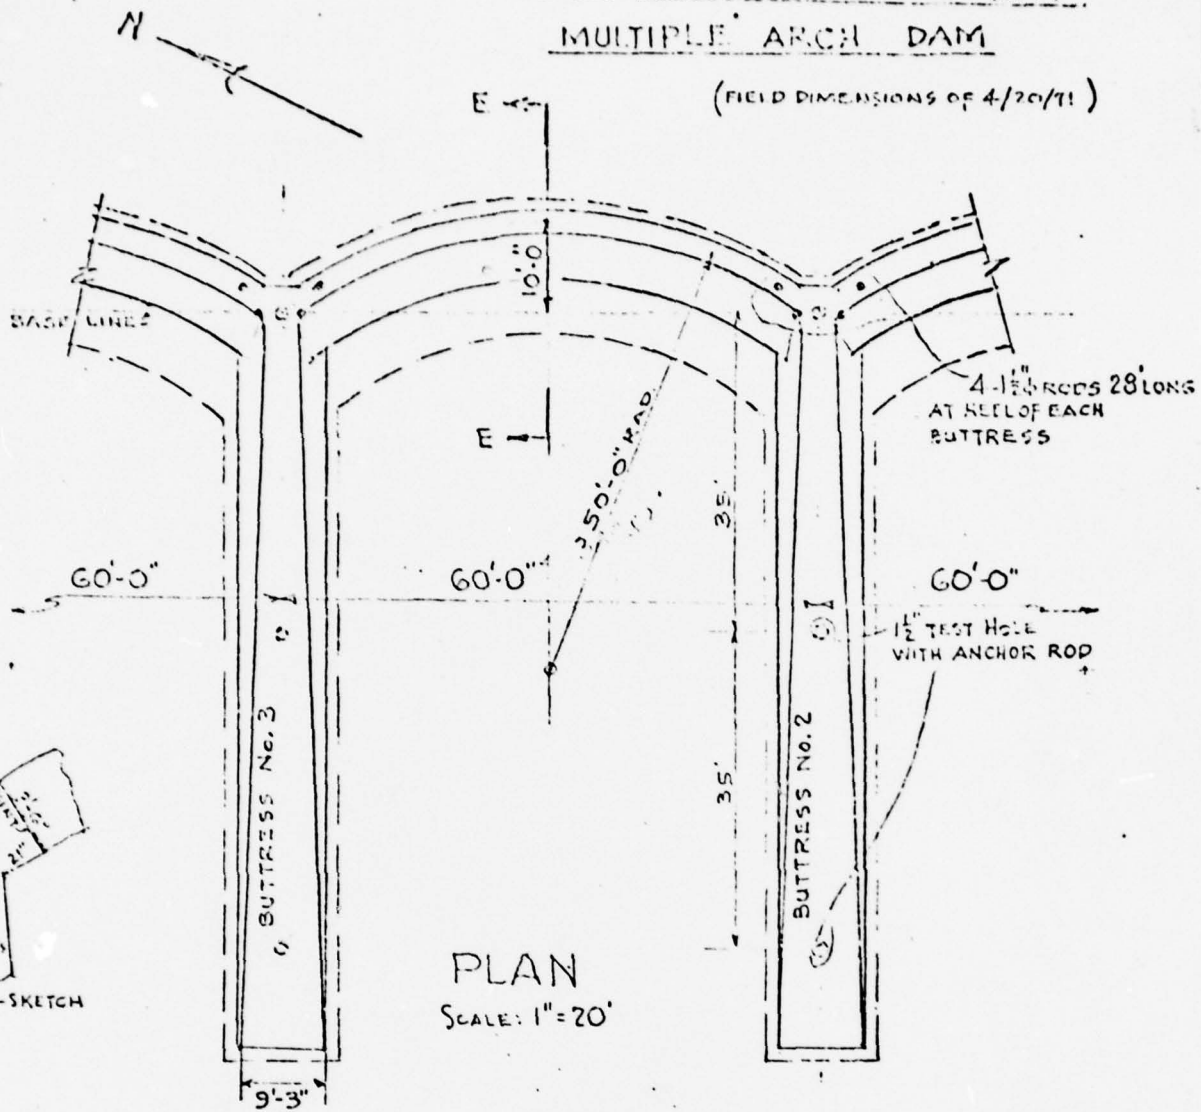 MULTIPLE ARCH DAM
(FIELD DIMENSIONS OF 4/20/71)
N
E
10'-0"
BASE LINE
4-1½"φ RODS 28' LONG
AT HEEL OF EACH
BUTTRESS
E
50'-0" RAD.
35'
60'-0"
60'-0"
60'-0"
1½" TEST HOLE
WITH ANCHOR ROD
BUTTRESS No. 3
BUTTRESS No. 2
35'
21"
-SKETCH
PLAN
SCALE: 1"=20'
9'-3"